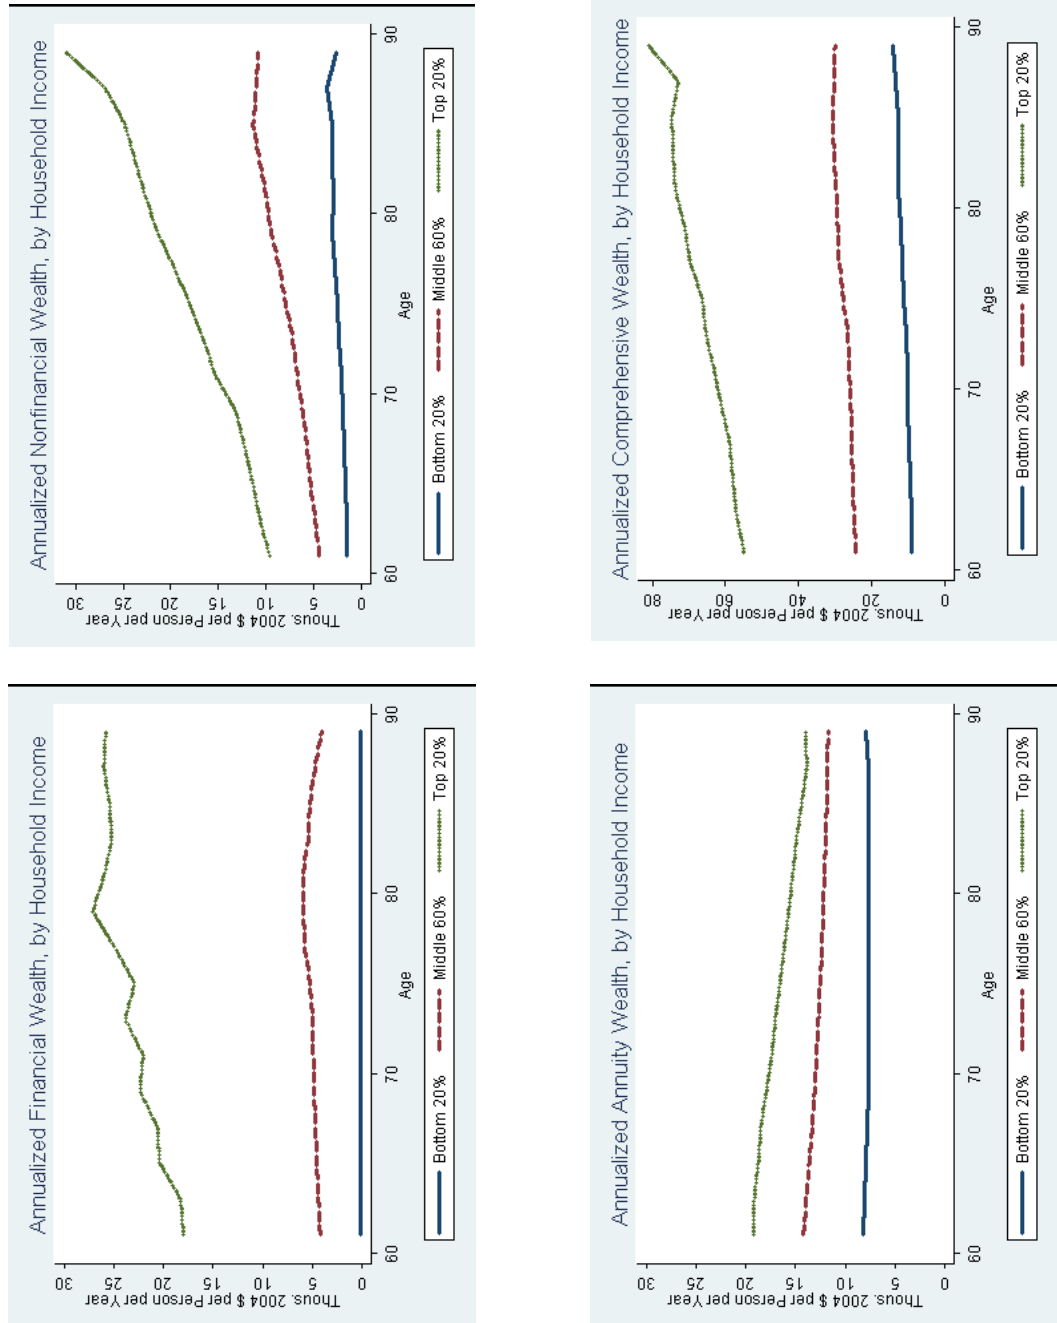 Annualized Financial Wealth, by Household Income
Thous. 2004 $ per Person per Year
30
25
20
15
10
5
0
60 70 80 90
Age
Bottom 20% Middle 60% Top 20%
Annualized Nonfinancial Wealth, by Household Income
Thous. 2004 $ per Person per Year
30
25
20
15
10
5
0
60 70 80 90
Age
Bottom 20% Middle 60% Top 20%
Annualized Annuity Wealth, by Household Income
Thous. 2004 $ per Person per Year
30
25
20
15
10
5
0
60 70 80 90
Age
Bottom 20% Middle 60% Top 20%
Annualized Comprehensive Wealth, by Household Income
Thous. 2004 $ per Person per Year
80
60
40
20
0
60 70 80 90
Age
Bottom 20% Middle 60% Top 20%